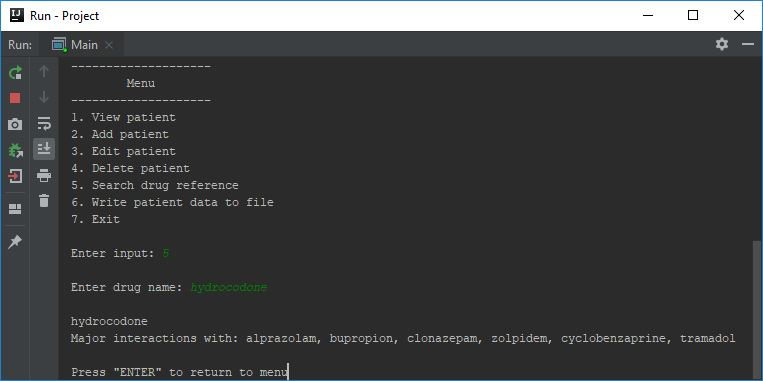 Run - Project
Run: Main
--------------------
Menu
--------------------
1. View patient
2. Add patient
3. Edit patient
4. Delete patient
5. Search drug reference
6. Write patient data to file
7. Exit
Enter input: 5
Enter drug name: hydrocodone
hydrocodone
Major interactions with: alprazolam, bupropion, clonazepam, zolpidem, cyclobenzaprine, tramadol
Press "ENTER" to return to menu